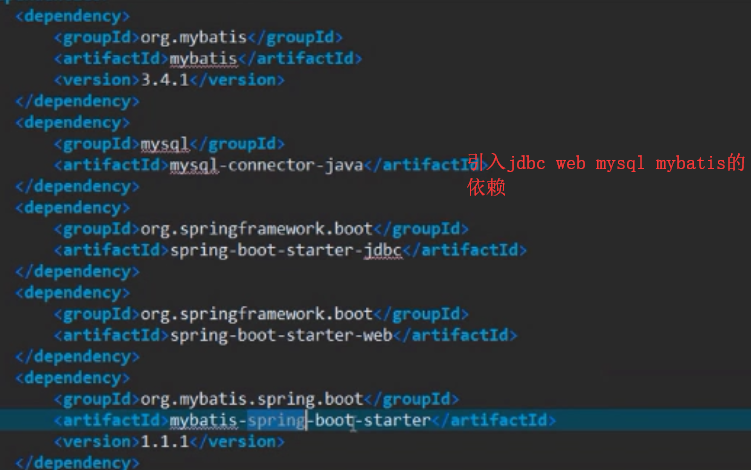 <dependency>
<groupId>org.mybatis</groupId>
<artifactId>mybatis</artifactId>
<version>3.4.1</version>
</dependency>
<dependency>
<groupId>mysql</groupId>
<artifactId>mysql-connector-java</artifactId>
</dependency>
引入jdbc web mysql mybatis的
依赖
<dependency>
<groupId>org.springframework.boot</groupId>
<artifactId>spring-boot-starter-jdbc</artifactId>
</dependency>
<dependency>
<groupId>org.springframework.boot</groupId>
<artifactId>spring-boot-starter-web</artifactId>
</dependency>
<dependency>
<groupId>org.mybatis.spring.boot</groupId>
<artifactId>mybatis-spring-boot-starter</artifactId>
<version>1.1.1</version>
</dependency>